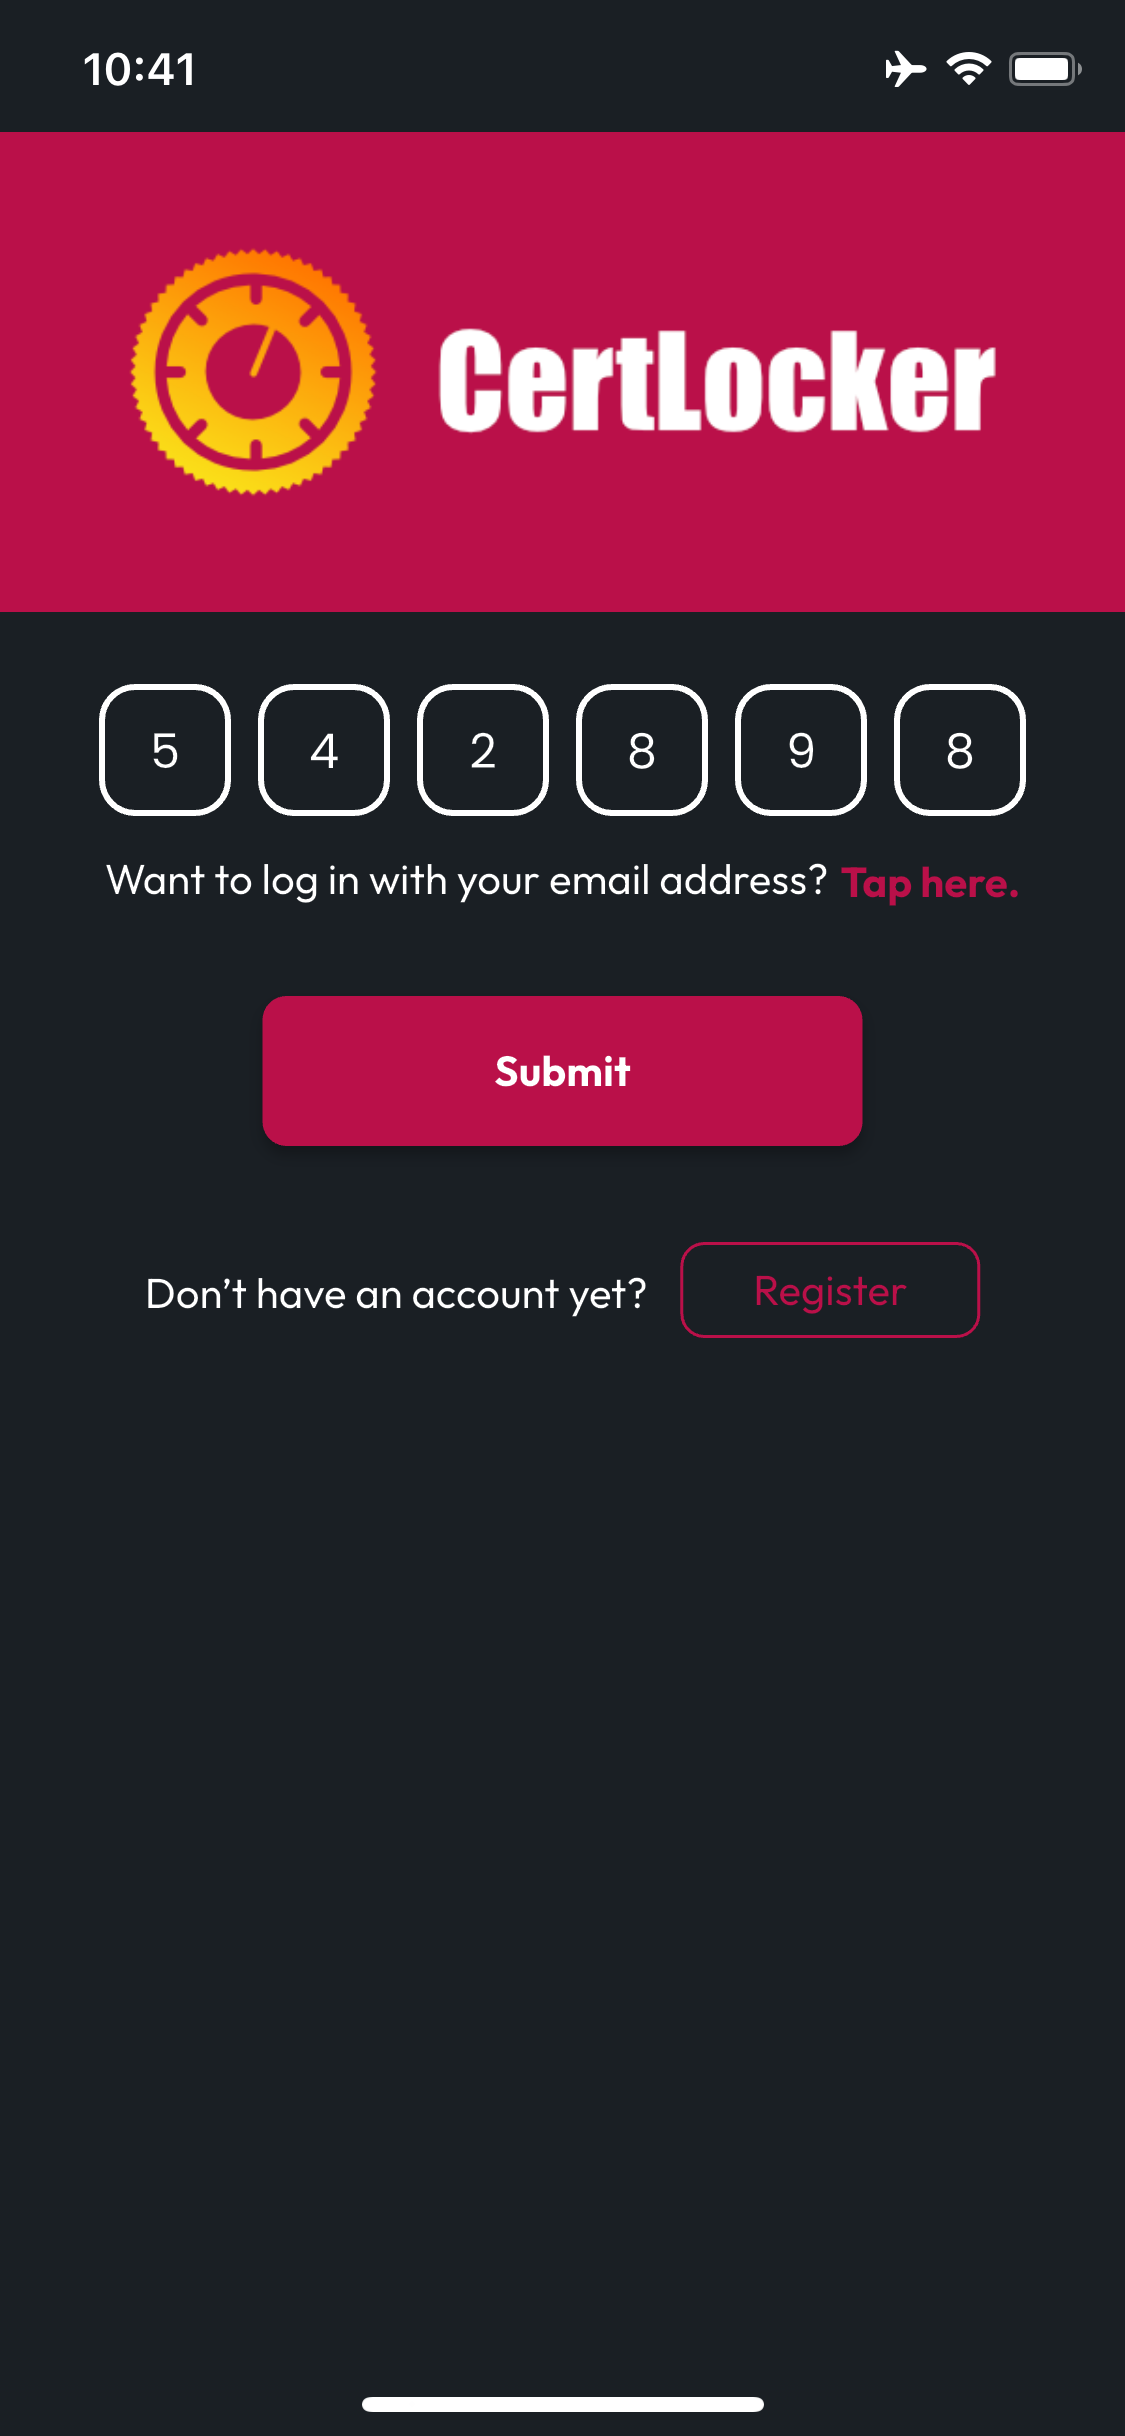 10:41
CertLocker
5 4 2 8 9 8
Want to log in with your email address? Tap here.
Submit
Don’t have an account yet? Register